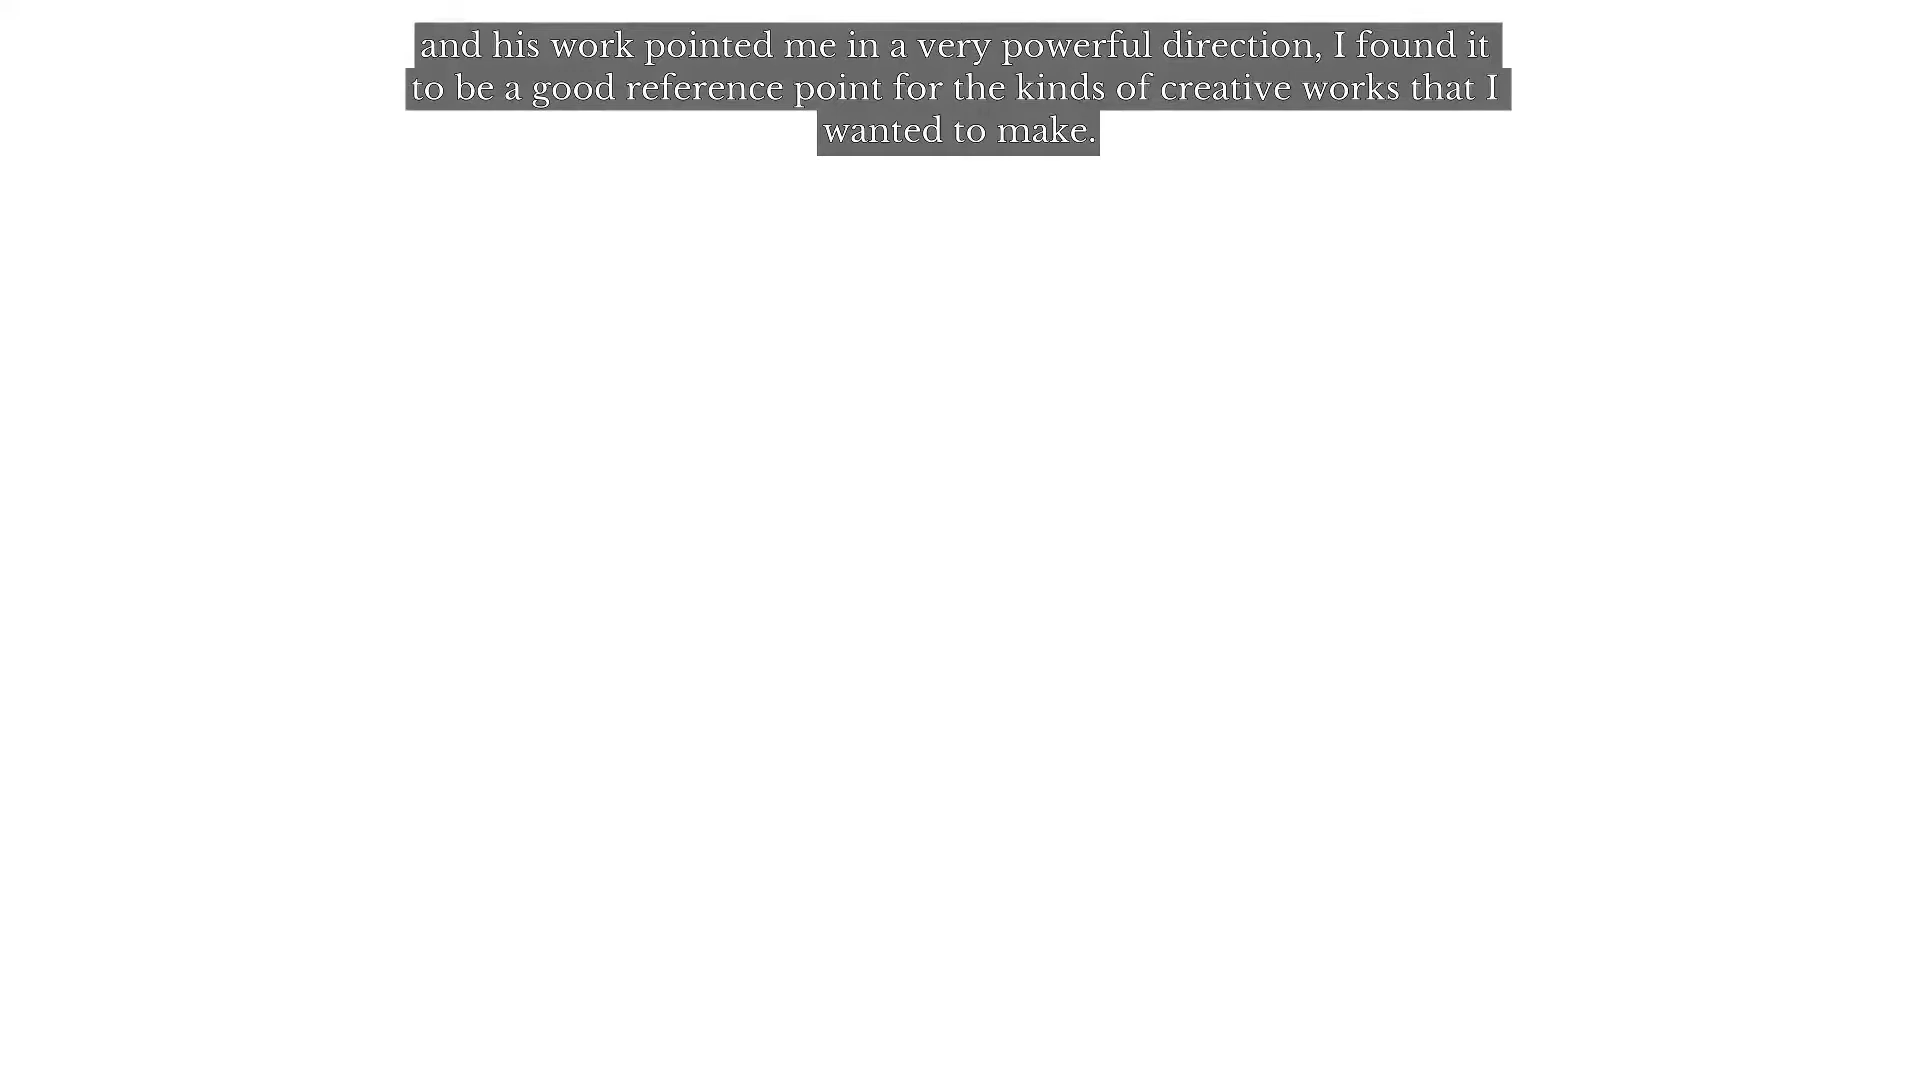 and his work pointed me in a very powerful direction, I found it
to be a good reference point for the kinds of creative works that I
wanted to make.